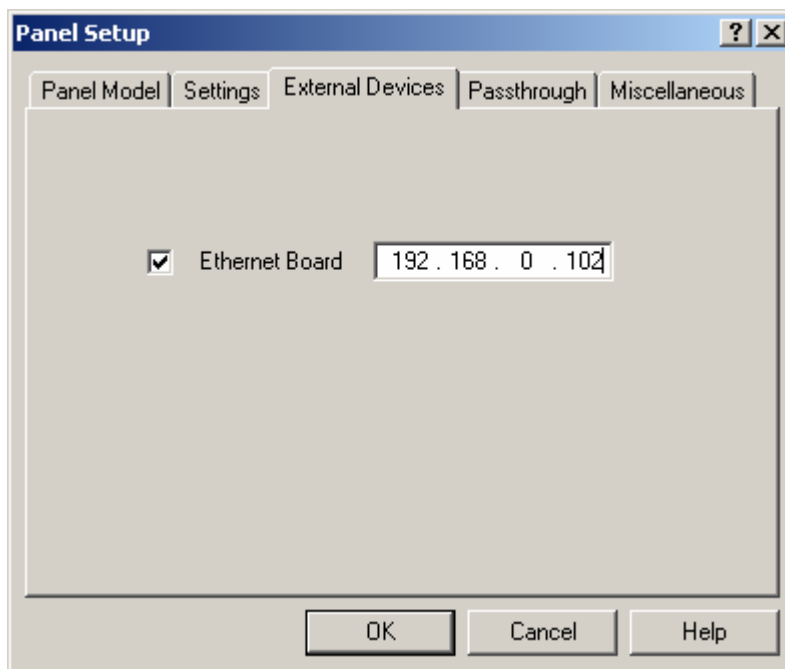 Panel Setup
Panel Model Settings External Devices Passthrough Miscellaneous
Ethernet Board 192 . 168 . 0 . 102
OK Cancel Help